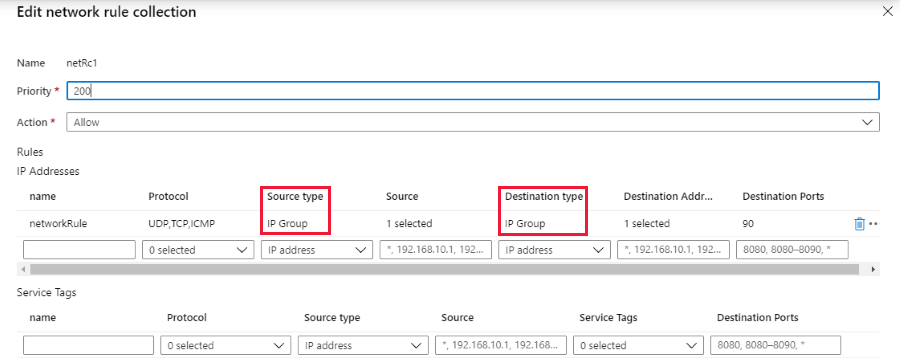 Edit network rule collection
Name netRc1
Priority * 200
Action * Allow
Rules
IP Addresses
name Protocol Source type Source Destination type Destination Addr... Destination Ports
networkRule UDP,TCP,ICMP IP Group 1 selected IP Group 1 selected 90
0 selected IP address *, 192.168.10.1, 192... IP address *, 192.168.10.1, 192... 8080, 8080–8090, *
Service Tags
name Protocol Source type Source Service Tags Destination Ports
0 selected IP address *, 192.168.10.1, 192.168... 0 selected 8080, 8080–8090, *